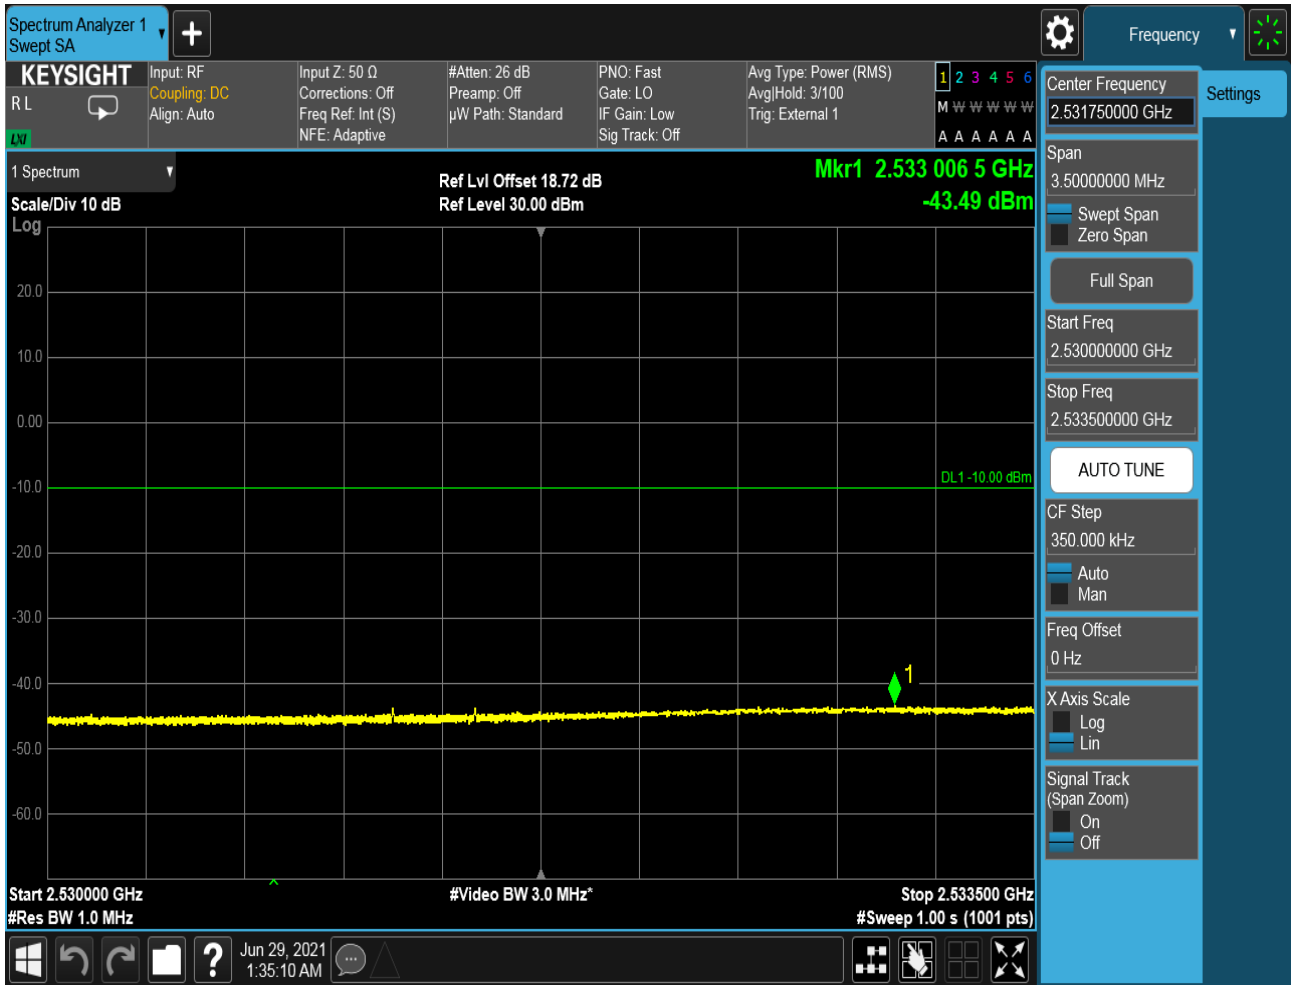 Spectrum Analyzer 1
Swept SA
+
Frequency
KEYSIGHT
R L
LXI
Input: RF
Coupling: DC
Align: Auto
Input Z: 50 Ω
Corrections: Off
Freq Ref: Int (S)
NFE: Adaptive
#Atten: 26 dB
Preamp: Off
µW Path: Standard
PNO: Fast
Gate: LO
IF Gain: Low
Sig Track: Off
Avg Type: Power (RMS)
Avg|Hold: 3/100
Trig: External 1
1 2 3 4 5 6
M W W W W W
A A A A A A
1 Spectrum
Scale/Div 10 dB
Log
Ref Lvl Offset 18.72 dB
Ref Level 30.00 dBm
Mkr1 2.533 006 5 GHz
-43.49 dBm
20.0
10.0
0.00
-10.0
DL1 -10.00 dBm
-20.0
-30.0
-40.0
1
-50.0
-60.0
Start 2.530000 GHz
#Res BW 1.0 MHz
#Video BW 3.0 MHz*
Stop 2.533500 GHz
#Sweep 1.00 s (1001 pts)
?
Jun 29, 2021
1:35:10 AM
Center Frequency
2.531750000 GHz
Settings
Span
3.50000000 MHz
Swept Span
Zero Span
Full Span
Start Freq
2.530000000 GHz
Stop Freq
2.533500000 GHz
AUTO TUNE
CF Step
350.000 kHz
Auto
Man
Freq Offset
0 Hz
X Axis Scale
Log
Lin
Signal Track
(Span Zoom)
On
Off